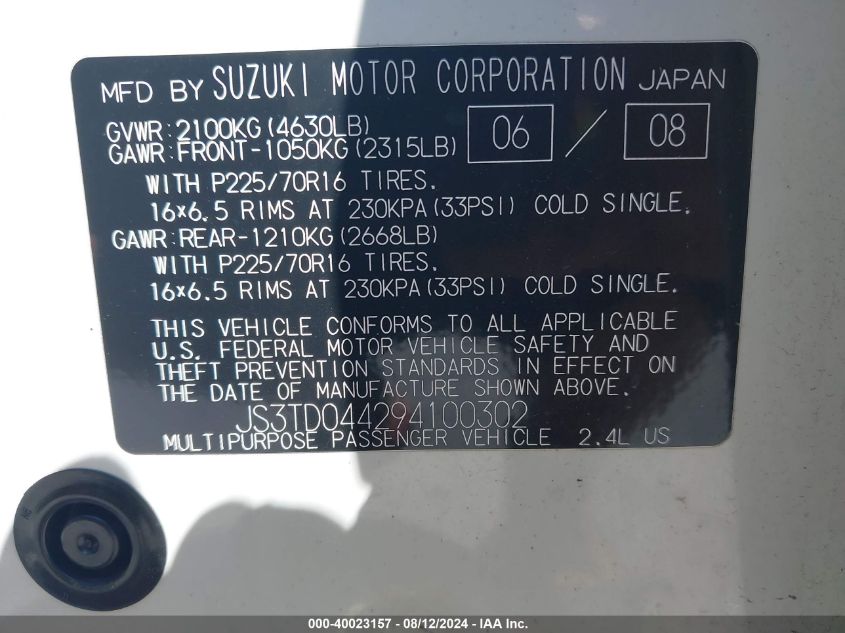 MFD BY SUZUKI MOTOR CORPORATION JAPAN
GVWR:2100KG(4630LB) 06 / 08
GAWR:FRONT-1050KG(2315LB)
WITH P225/70R16 TIRES.
16x6.5 RIMS AT 230KPA(33PSI) COLD SINGLE.
GAWR:REAR-1210KG(2668LB)
WITH P225/70R16 TIRES.
16x6.5 RIMS AT 230KPA(33PSI) COLD SINGLE.
THIS VEHICLE CONFORMS TO ALL APPLICABLE
U.S. FEDERAL MOTOR VEHICLE SAFETY AND
THEFT PREVENTION STANDARDS IN EFFECT ON
THE DATE OF MANUFACTURE SHOWN ABOVE.
JS3TD044294100302
MULTIPURPOSE PASSENGER VEHICLE 2.4L US
000-40023157 - 08/12/2024 - IAA Inc.